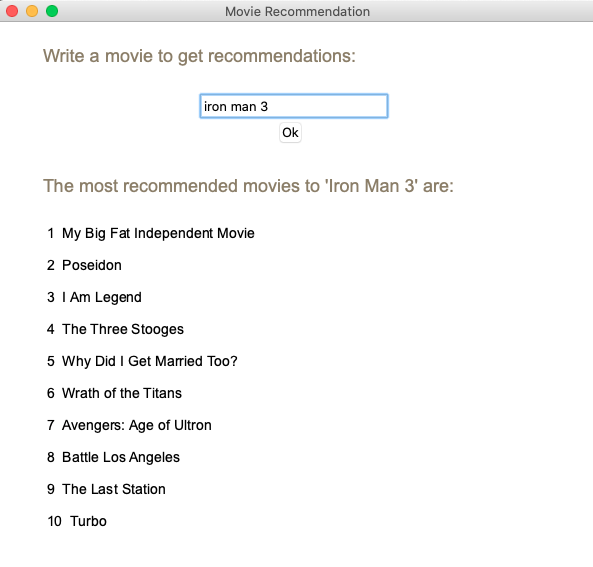 Movie Recommendation
Write a movie to get recommendations:
iron man 3
Ok
The most recommended movies to 'Iron Man 3' are:
1 My Big Fat Independent Movie
2 Poseidon
3 I Am Legend
4 The Three Stooges
5 Why Did I Get Married Too?
6 Wrath of the Titans
7 Avengers: Age of Ultron
8 Battle Los Angeles
9 The Last Station
10 Turbo